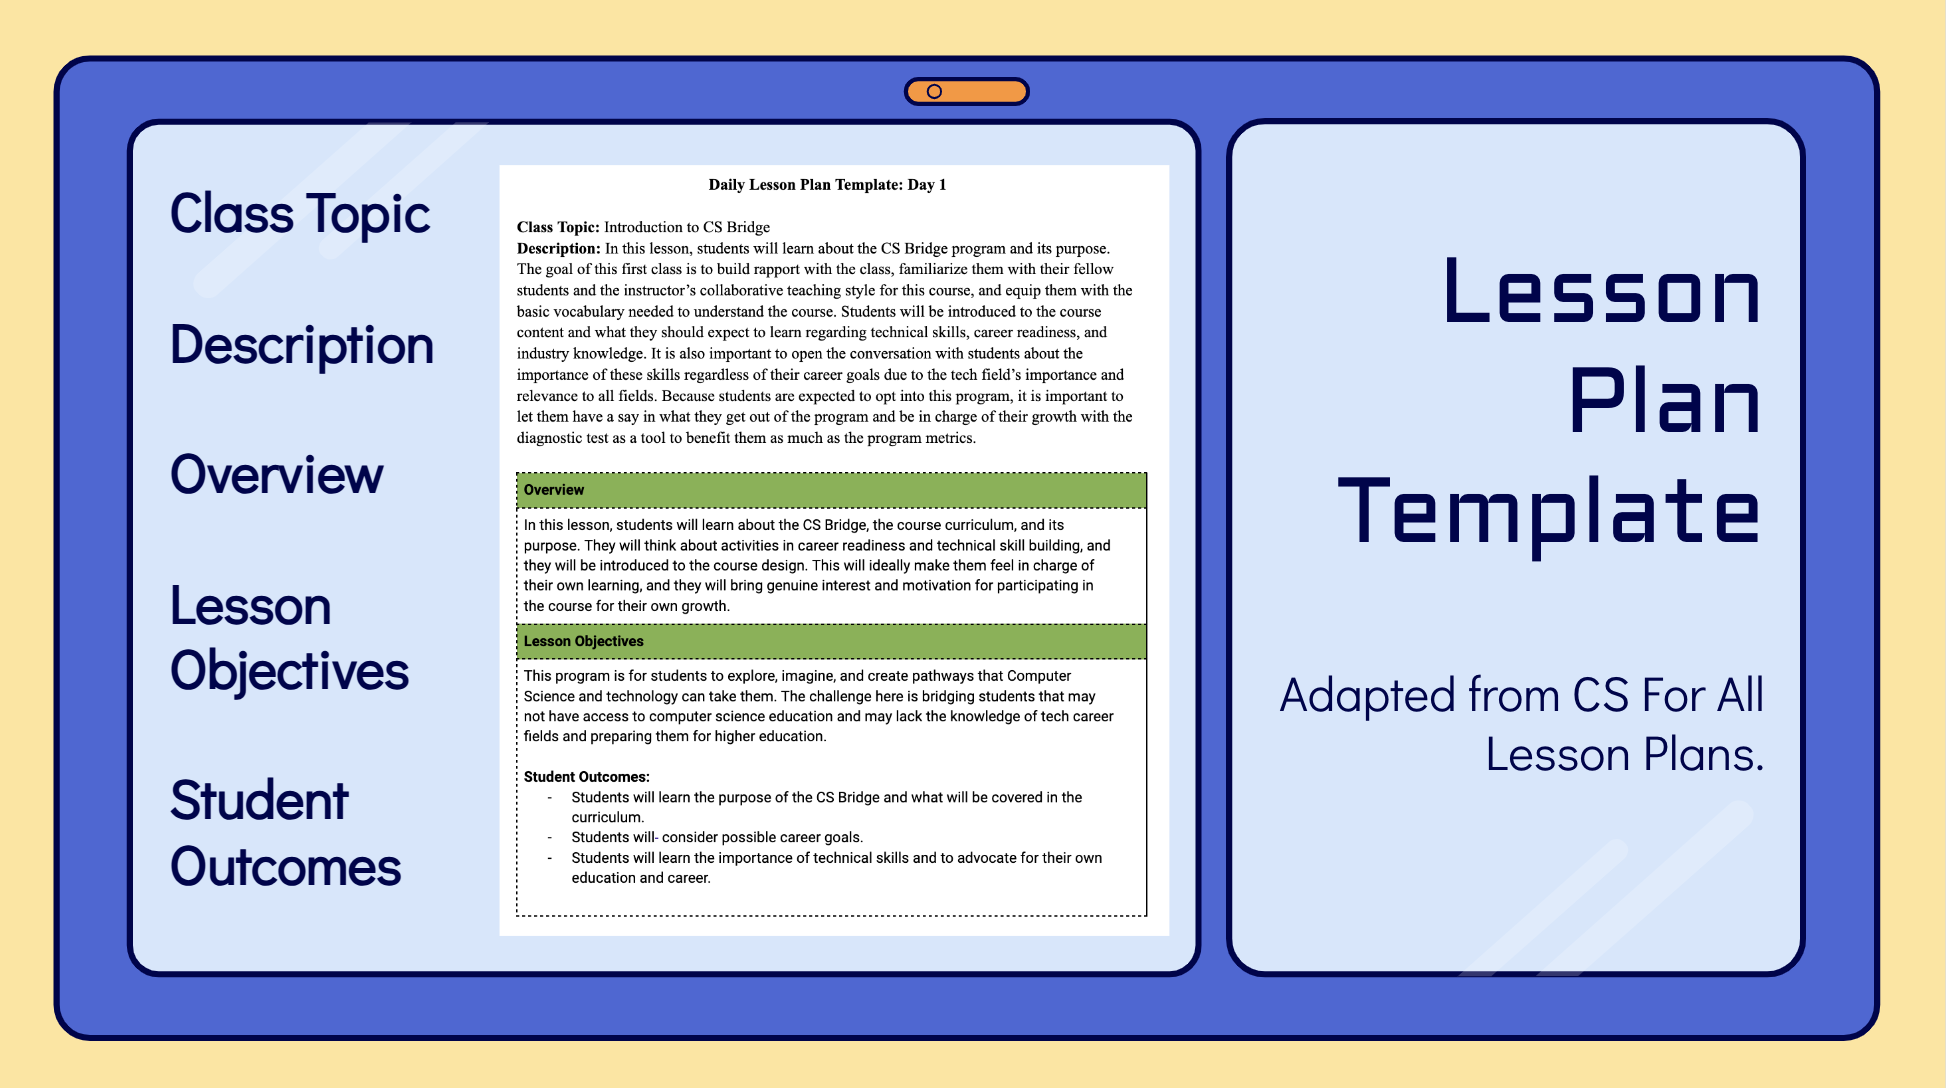 Class Topic
Description
Overview
Lesson
Objectives
Student
Outcomes
Daily Lesson Plan Template: Day 1
Class Topic: Introduction to CS Bridge
Description: In this lesson, students will learn about the CS Bridge program and its purpose.
The goal of this first class is to build rapport with the class, familiarize them with their fellow
students and the instructor’s collaborative teaching style for this course, and equip them with the
basic vocabulary needed to understand the course. Students will be introduced to the course
content and what they should expect to learn regarding technical skills, career readiness, and
industry knowledge. It is also important to open the conversation with students about the
importance of these skills regardless of their career goals due to the tech field’s importance and
relevance to all fields. Because students are expected to opt into this program, it is important to
let them have a say in what they get out of the program and be in charge of their growth with the
diagnostic test as a tool to benefit them as much as the program metrics.
Overview
In this lesson, students will learn about the CS Bridge, the course curriculum, and its
purpose. They will think about activities in career readiness and technical skill building, and
they will be introduced to the course design. This will ideally make them feel in charge of
their own learning, and they will bring genuine interest and motivation for participating in
the course for their own growth.
Lesson Objectives
This program is for students to explore, imagine, and create pathways that Computer
Science and technology can take them. The challenge here is bridging students that may
not have access to computer science education and may lack the knowledge of tech career
fields and preparing them for higher education.
Student Outcomes:
- Students will learn the purpose of the CS Bridge and what will be covered in the
curriculum.
- Students will- consider possible career goals.
- Students will learn the importance of technical skills and to advocate for their own
education and career.
Lesson
Plan
Template
Adapted from CS For All
Lesson Plans.